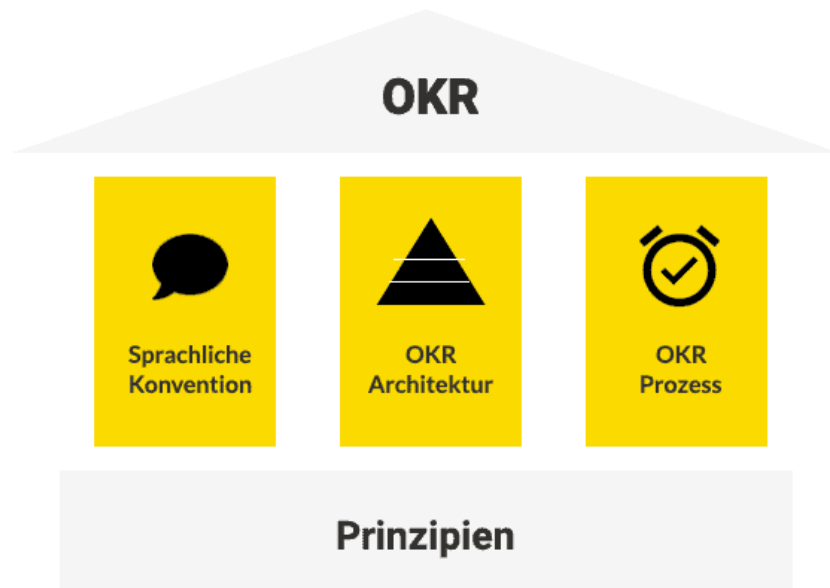 OKR
Sprachliche
Konvention
OKR
Architektur
OKR
Prozess
Prinzipien